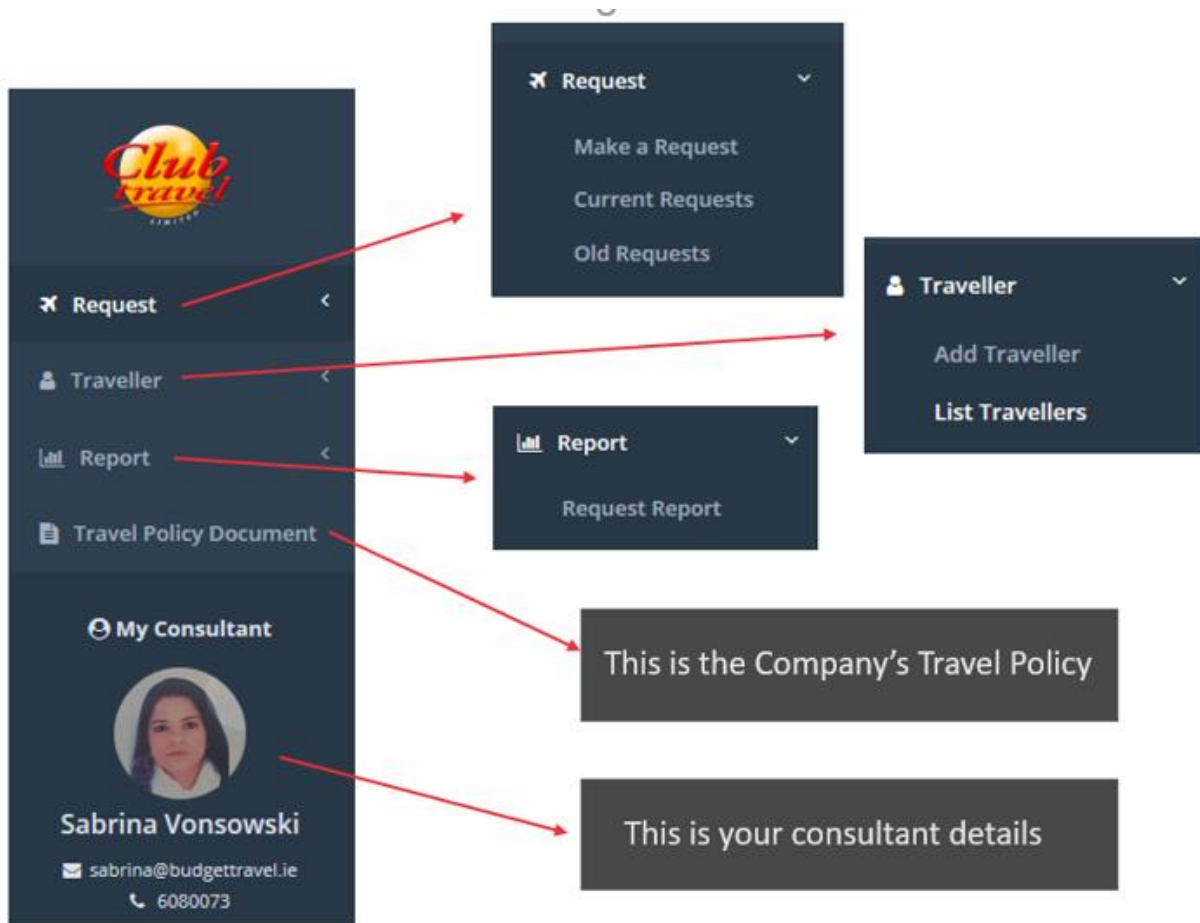 Club
travel
LIMITED
Request
Traveller
Report
Travel Policy Document
My Consultant
Sabrina Vonsowski
sabrina@budgettravel.ie
6080073
Request
Make a Request
Current Requests
Old Requests
Traveller
Add Traveller
List Travellers
Report
Request Report
This is the Company’s Travel Policy
This is your consultant details